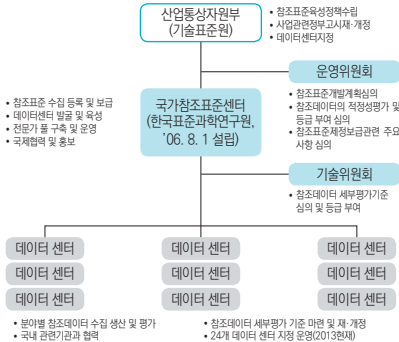 산업통상자원부
(기술표준원)
• 참조표준육성정책수립
• 사업관련정부고시재·개정
• 데이터센터지정
운영위원회
• 참조표준개발계획심의
• 참조데이터의 적정성평가 및
등급 부여 심의
• 참조표준제정보급관련 주요
사항 심의
• 참조표준 수집 등록 및 보급
• 데이터센터 발굴 및 육성
• 전문가 풀 구축 및 운영
• 국제협력 및 홍보
국가참조표준센터
(한국표준과학연구원,
’06. 8. 1 설립)
기술위원회
• 참조데이터 세부평가기준
심의 및 등급 부여
데이터 센터 데이터 센터 데이터 센터
데이터 센터 데이터 센터 데이터 센터
데이터 센터 데이터 센터 데이터 센터
• 분야별 참조데이터 수집 생산 및 평가
• 국내 관련기관과 협력
• 참조데이터 세부평가 기준 마련 및 재·개정
• 24개 데이터 센터 지정 운영(2013현재)